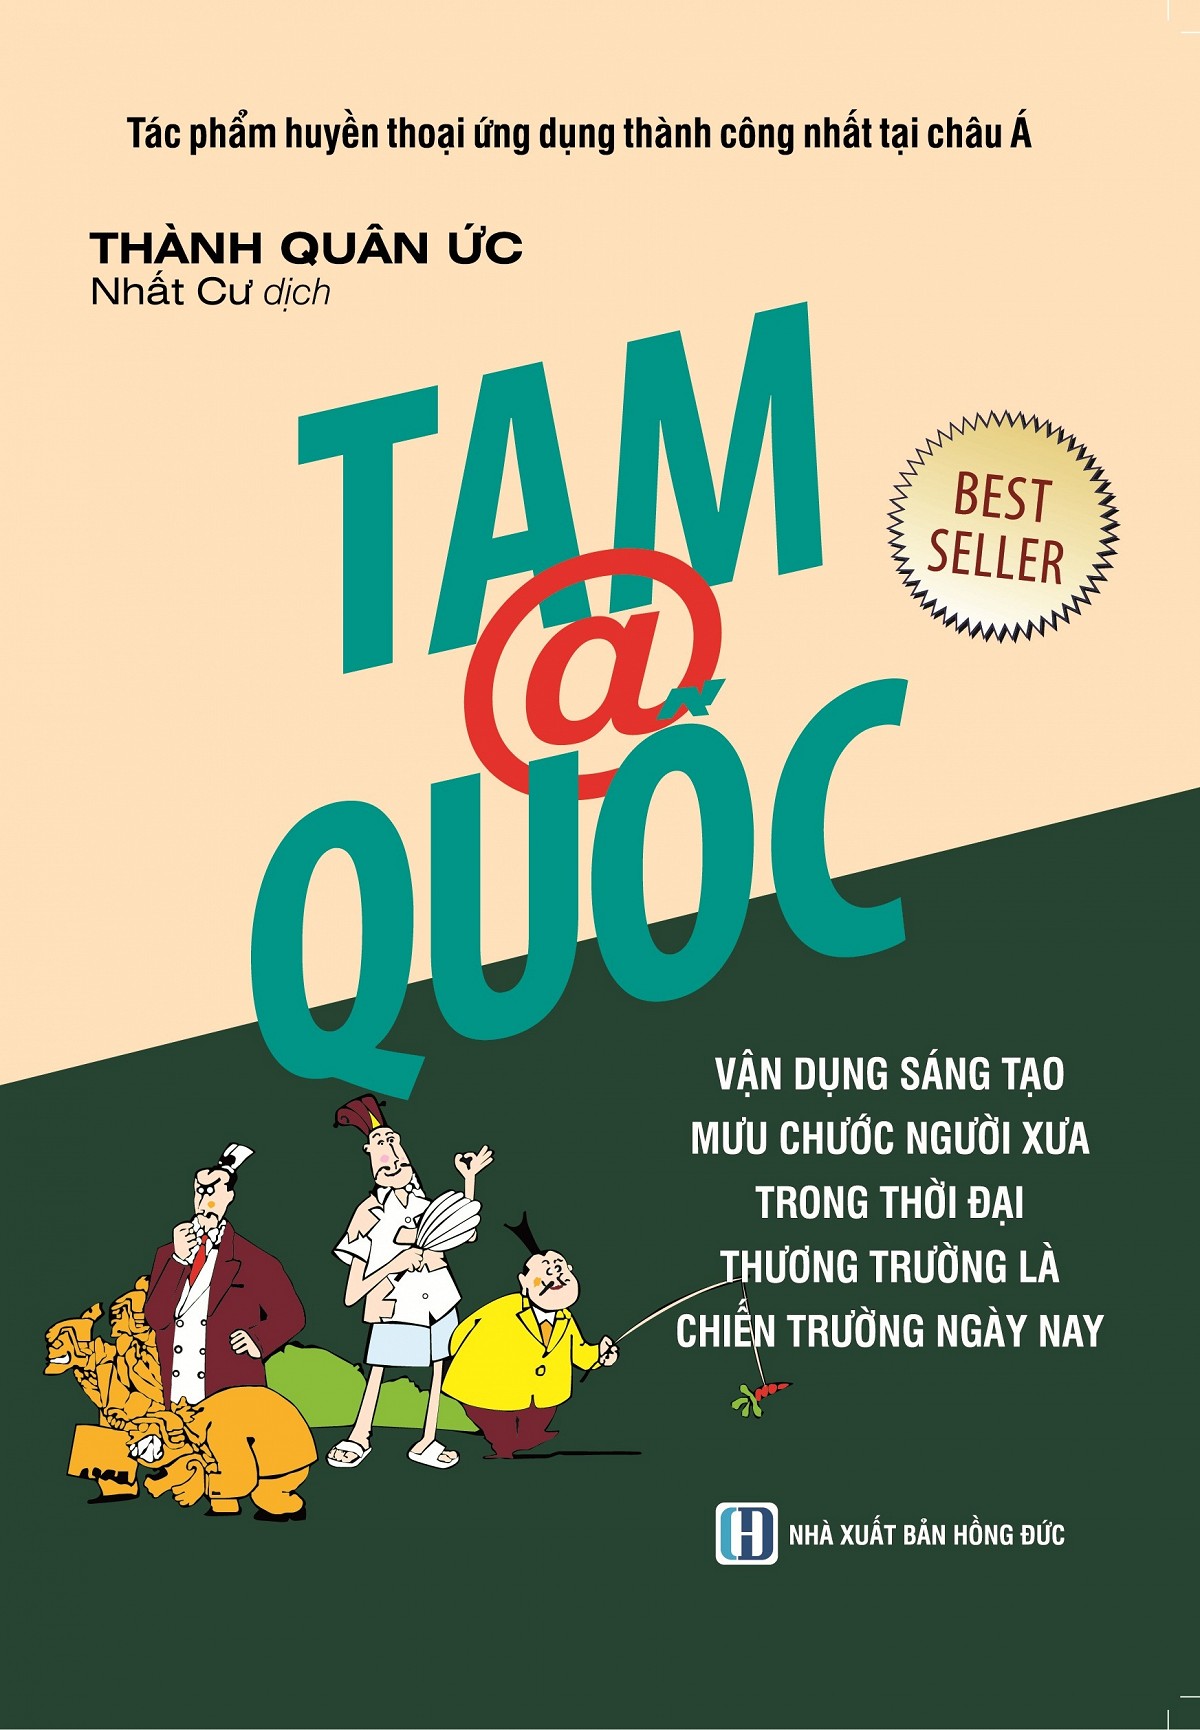 Tác phẩm huyền thoại ứng dụng thành công nhất tại châu Á
THÀNH QUÂN ỨC
Nhất Cư dịch
TAM
@
QUỐC
BEST
SELLER
VẬN DỤNG SÁNG TẠO
MƯU CHƯỚC NGƯỜI XƯA
TRONG THỜI ĐẠI
THƯƠNG TRƯỜNG LÀ
CHIẾN TRƯỜNG NGÀY NAY
HD NHÀ XUẤT BẢN HỒNG ĐỨC